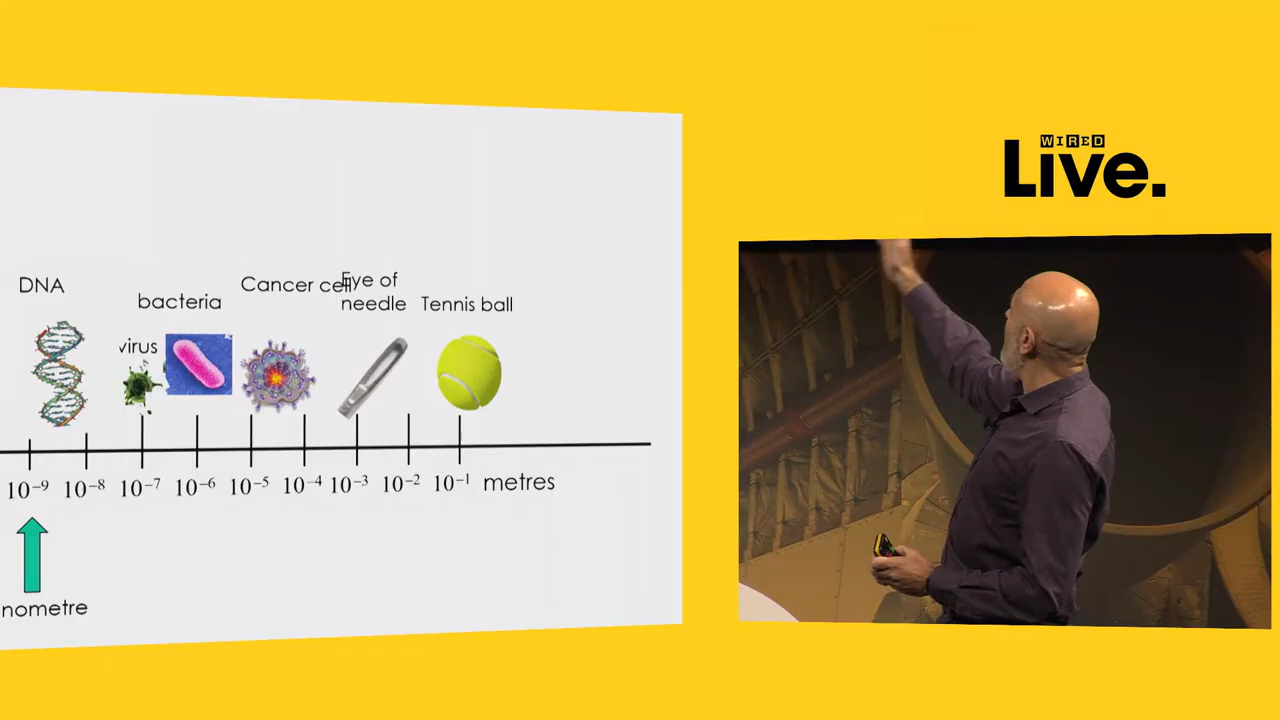 WIRED
Live.
DNA
bacteria
virus
Cancer cell
Eye of
needle
Tennis ball
10⁻⁹ 10⁻⁸ 10⁻⁷ 10⁻⁶ 10⁻⁵ 10⁻⁴ 10⁻³ 10⁻² 10⁻¹ metres
nometre